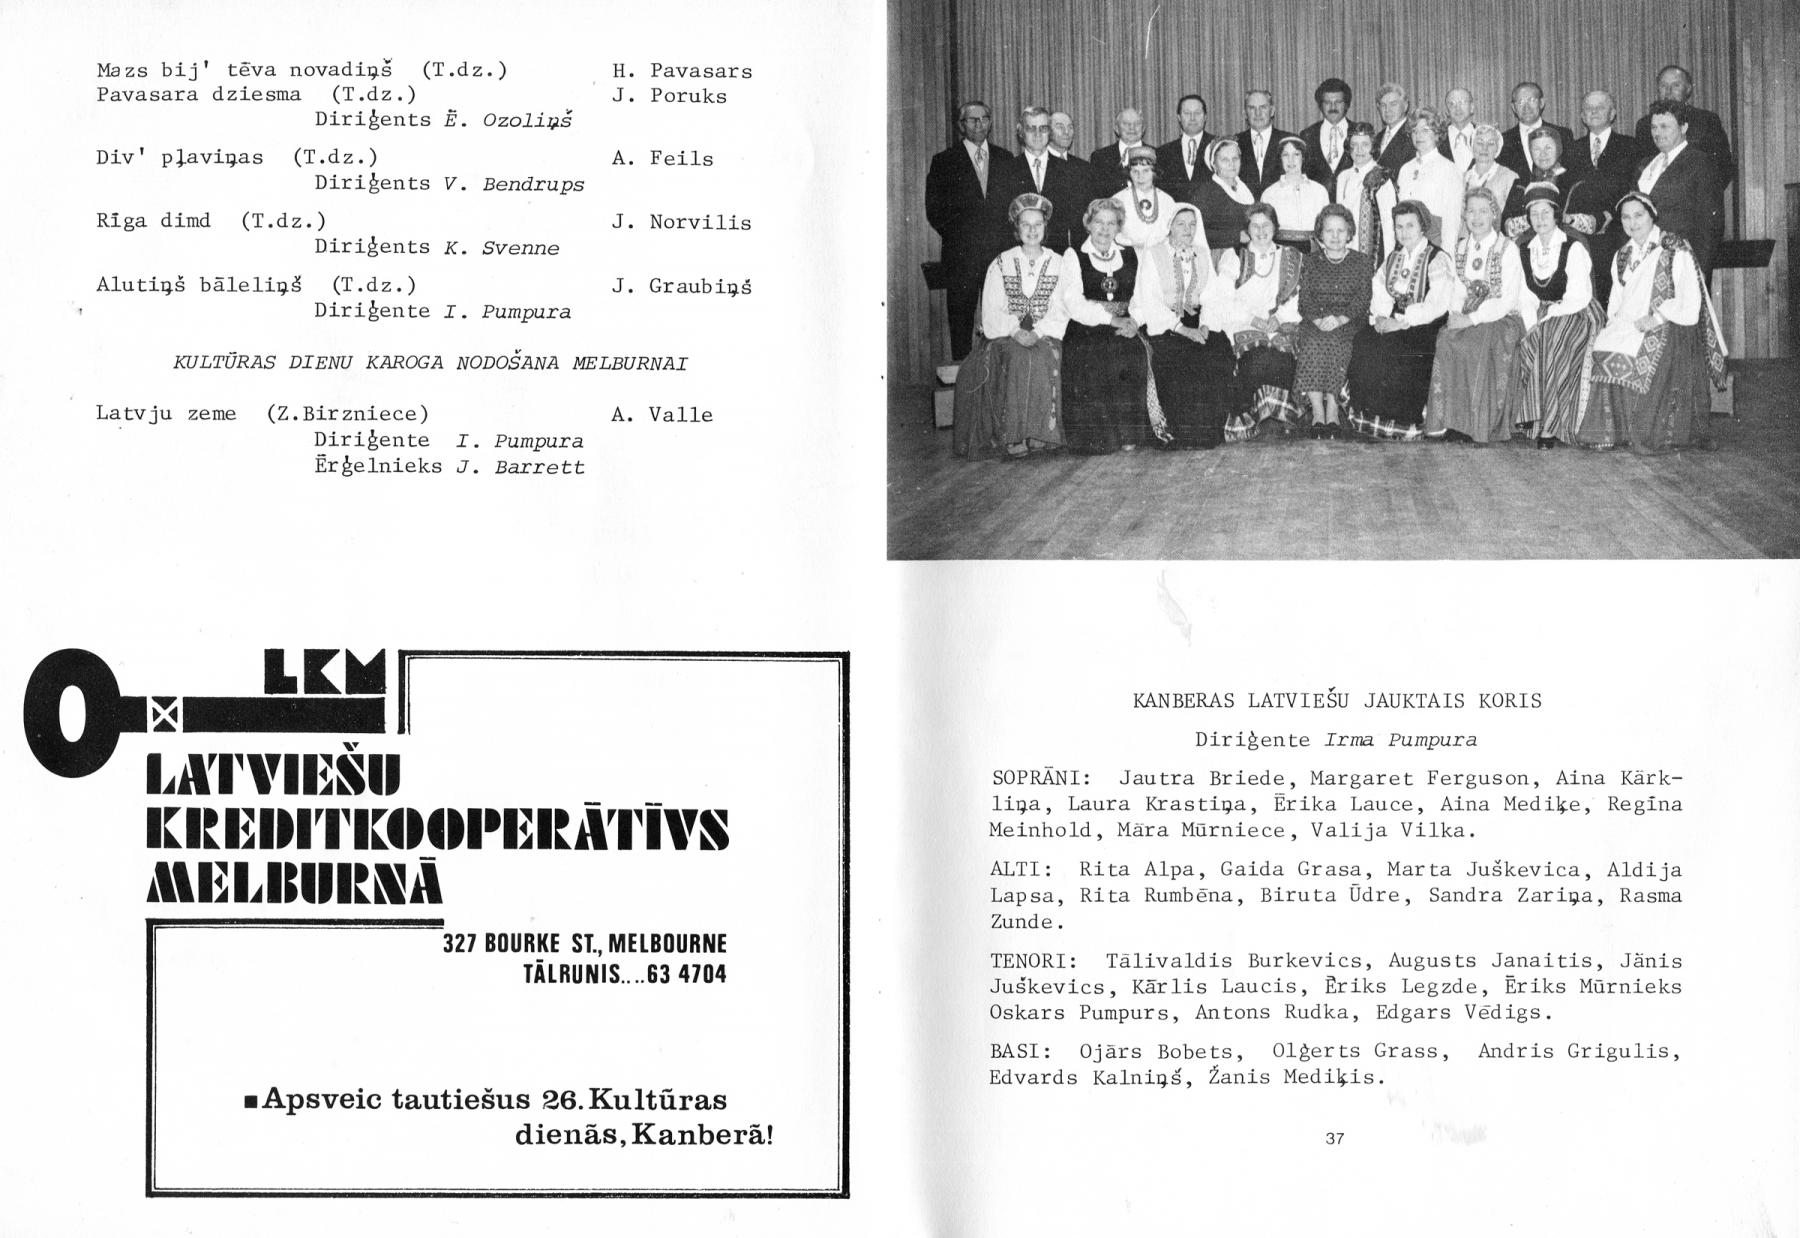 Mazs bij' tēva novadiņš (T.dz.) H. Pavasars
Pavasara dziesma (T.dz.) J. Poruks
Diriģents Ē. Ozoliņš
Div' pļaviņas (T.dz.) A. Feils
Diriģents V. Bendrups
Rīga dimd (T.dz.) J. Norvilis
Diriģents K. Svenne
Alutiņš bāleliņš (T.dz.) J. Graubiņš
Diriģente I. Pumpura
KULTŪRAS DIENU KAROGA NODOŠANA MELBURNAI
Latvju zeme (Z.Birzniece) A. Valle
Diriģente I. Pumpura
Ērģelnieks J. Barrett
LKM
LATVIEŠU
KREDITKOOPERĀTĪVS
MELBURNĀ
327 BOURKE ST., MELBOURNE
TĀLRUNIS....63 4704
▪Apsveic tautiešus 26.Kultūras
dienās, Kanberā!
KANBERAS LATVIEŠU JAUKTAIS KORIS
Diriģente Irma Pumpura
SOPRĀNI: Jautra Briede, Margaret Ferguson, Aina Kārk-
liņa, Laura Krastiņa, Ērika Lauce, Aina Mediķe, Regīna
Meinhold, Māra Mūrniece, Valija Vilka.
ALTI: Rita Alpa, Gaida Grasa, Marta Juškevica, Aldija
Lapsa, Rita Rumbēna, Biruta Ūdre, Sandra Zariņa, Rasma
Zunde.
TENORI: Tālivaldis Burkevics, Augusts Janaitis, Jānis
Juškevics, Kārlis Laucis, Ēriks Legzde, Ēriks Mūrnieks
Oskars Pumpurs, Antons Rudka, Edgars Vēdigs.
BASI: Ojārs Bobets, Oļģerts Grass, Andris Grigulis,
Edvards Kalniņš, Žanis Mediķis.
37